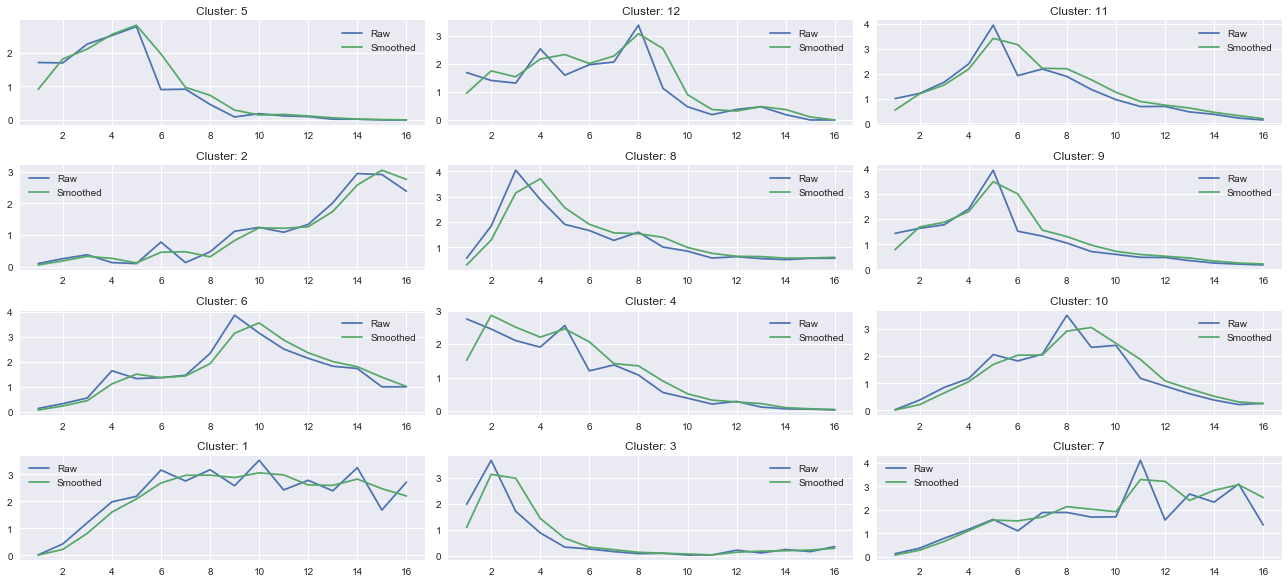 Cluster: 5
Raw
Smoothed
0
1
2
2 4 6 8 10 12 14 16
Cluster: 12
Raw
Smoothed
0
1
2
3
2 4 6 8 10 12 14 16
Cluster: 11
Raw
Smoothed
0
1
2
3
4
2 4 6 8 10 12 14 16
Cluster: 2
Raw
Smoothed
0
1
2
3
2 4 6 8 10 12 14 16
Cluster: 8
Raw
Smoothed
1
2
3
4
2 4 6 8 10 12 14 16
Cluster: 9
Raw
Smoothed
0
1
2
3
4
2 4 6 8 10 12 14 16
Cluster: 6
Raw
Smoothed
0
1
2
3
4
2 4 6 8 10 12 14 16
Cluster: 4
Raw
Smoothed
0
1
2
3
2 4 6 8 10 12 14 16
Cluster: 10
Raw
Smoothed
0
1
2
3
2 4 6 8 10 12 14 16
Cluster: 1
Raw
Smoothed
0
1
2
3
2 4 6 8 10 12 14 16
Cluster: 3
Raw
Smoothed
0
1
2
3
2 4 6 8 10 12 14 16
Cluster: 7
Raw
Smoothed
0
1
2
3
4
2 4 6 8 10 12 14 16